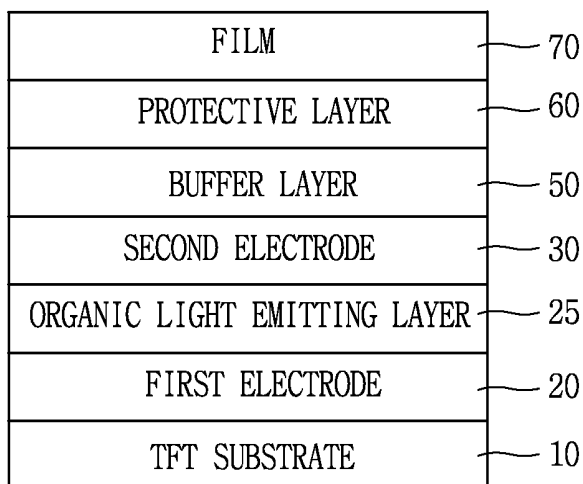 FILM 70
PROTECTIVE LAYER 60
BUFFER LAYER 50
SECOND ELECTRODE 30
ORGANIC LIGHT EMITTING LAYER 25
FIRST ELECTRODE 20
TFT SUBSTRATE 10